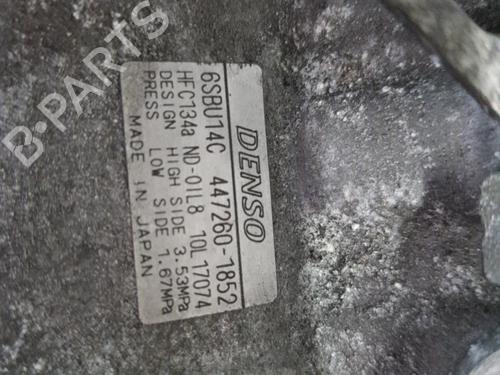 B-PARTS
DENSO
6SBU14C 447260-1852
HFC134a ND-OIL8 10L17074
DESIGN HIGH SIDE 3.53MPa
PRESS LOW SIDE 1.67MPa
MADE IN JAPAN